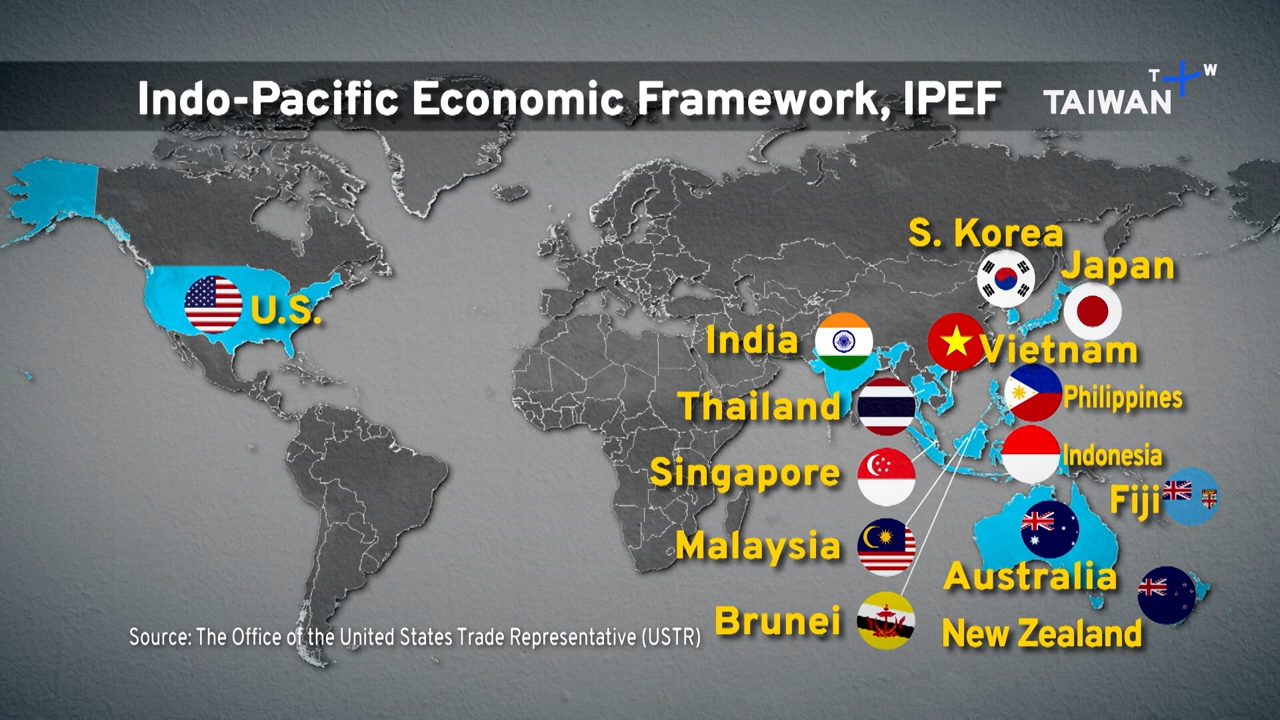 Indo-Pacific Economic Framework, IPEF
T W
TAIWAN
S. Korea
Japan
U.S.
India
Vietnam
Thailand
Philippines
Indonesia
Singapore
Fiji
Malaysia
Australia
Brunei
New Zealand
Source: The Office of the United States Trade Representative (USTR)